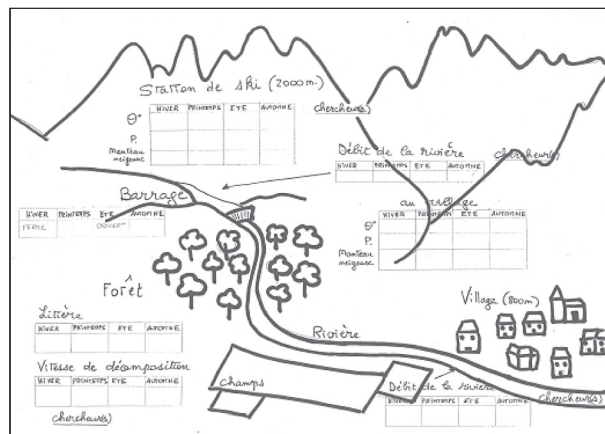 Station de ski (2000m.)
HIVER PRINTEMPS ETE AUTOMNE
θ°
P.
Manteau
neigeux
chercheur(s)
Débit de la rivière
HIVER PRINTEMPS ETE AUTOMNE
chercheur(s)
Barrage
HIVER PRINTEMPS ETE AUTOMNE
FERMÉ OUVERT
au village
HIVER PRINTEMPS ETE AUTOMNE
θ°
P.
Manteau
neigeux
Forêt
Village (800m)
Litière
HIVER PRINTEMPS ETE AUTOMNE
Rivière
Vitesse de décomposition
HIVER PRINTEMPS ETE AUTOMNE
Champs
Débit de la rivière
HIVER PRINTEMPS ETE AUTOMNE
chercheur(s)
chercheur(s)